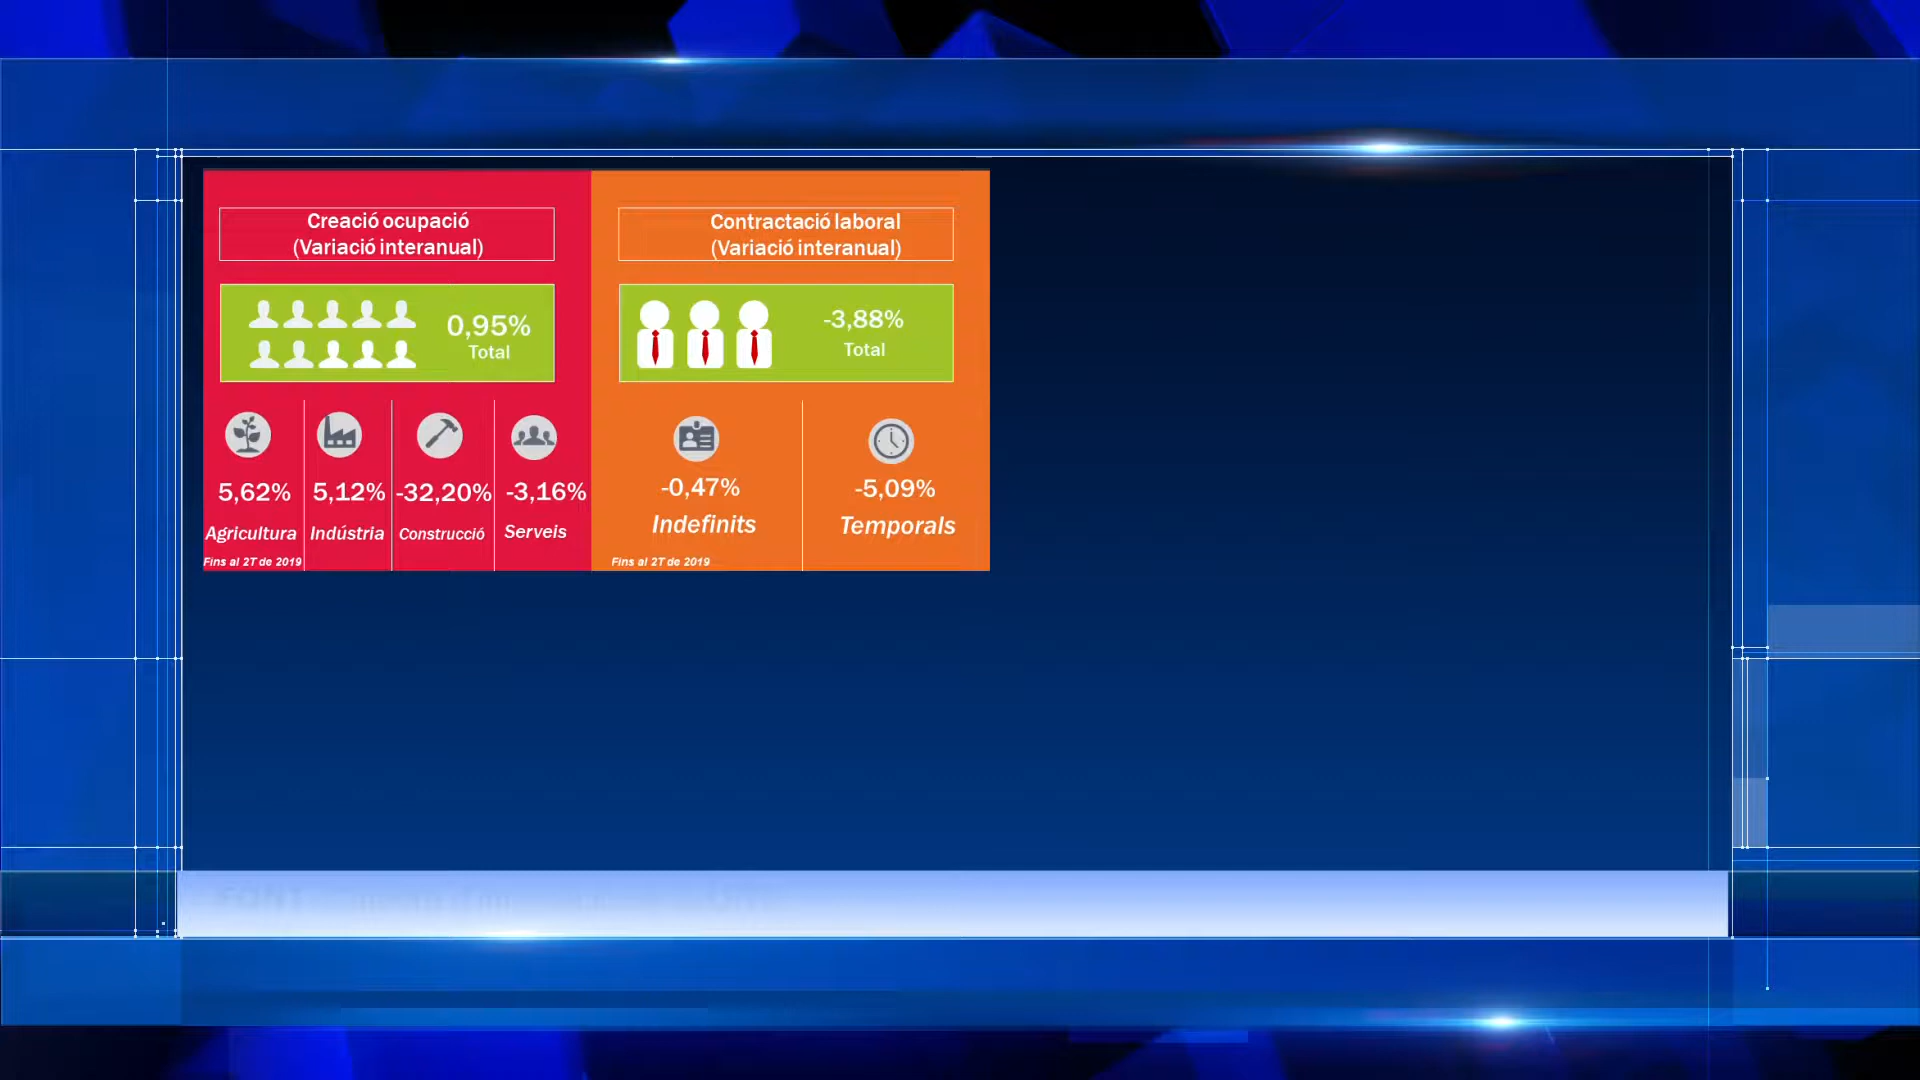 Creació ocupació
(Variació interanual)
0,95%
Total
5,62%
5,12%
-32,20%
-3,16%
Agricultura
Indústria
Construcció
Serveis
Fins al 2T de 2019
Contractació laboral
(Variació interanual)
-3,88%
Total
-0,47%
-5,09%
Indefinits
Temporals
Fins al 2T de 2019